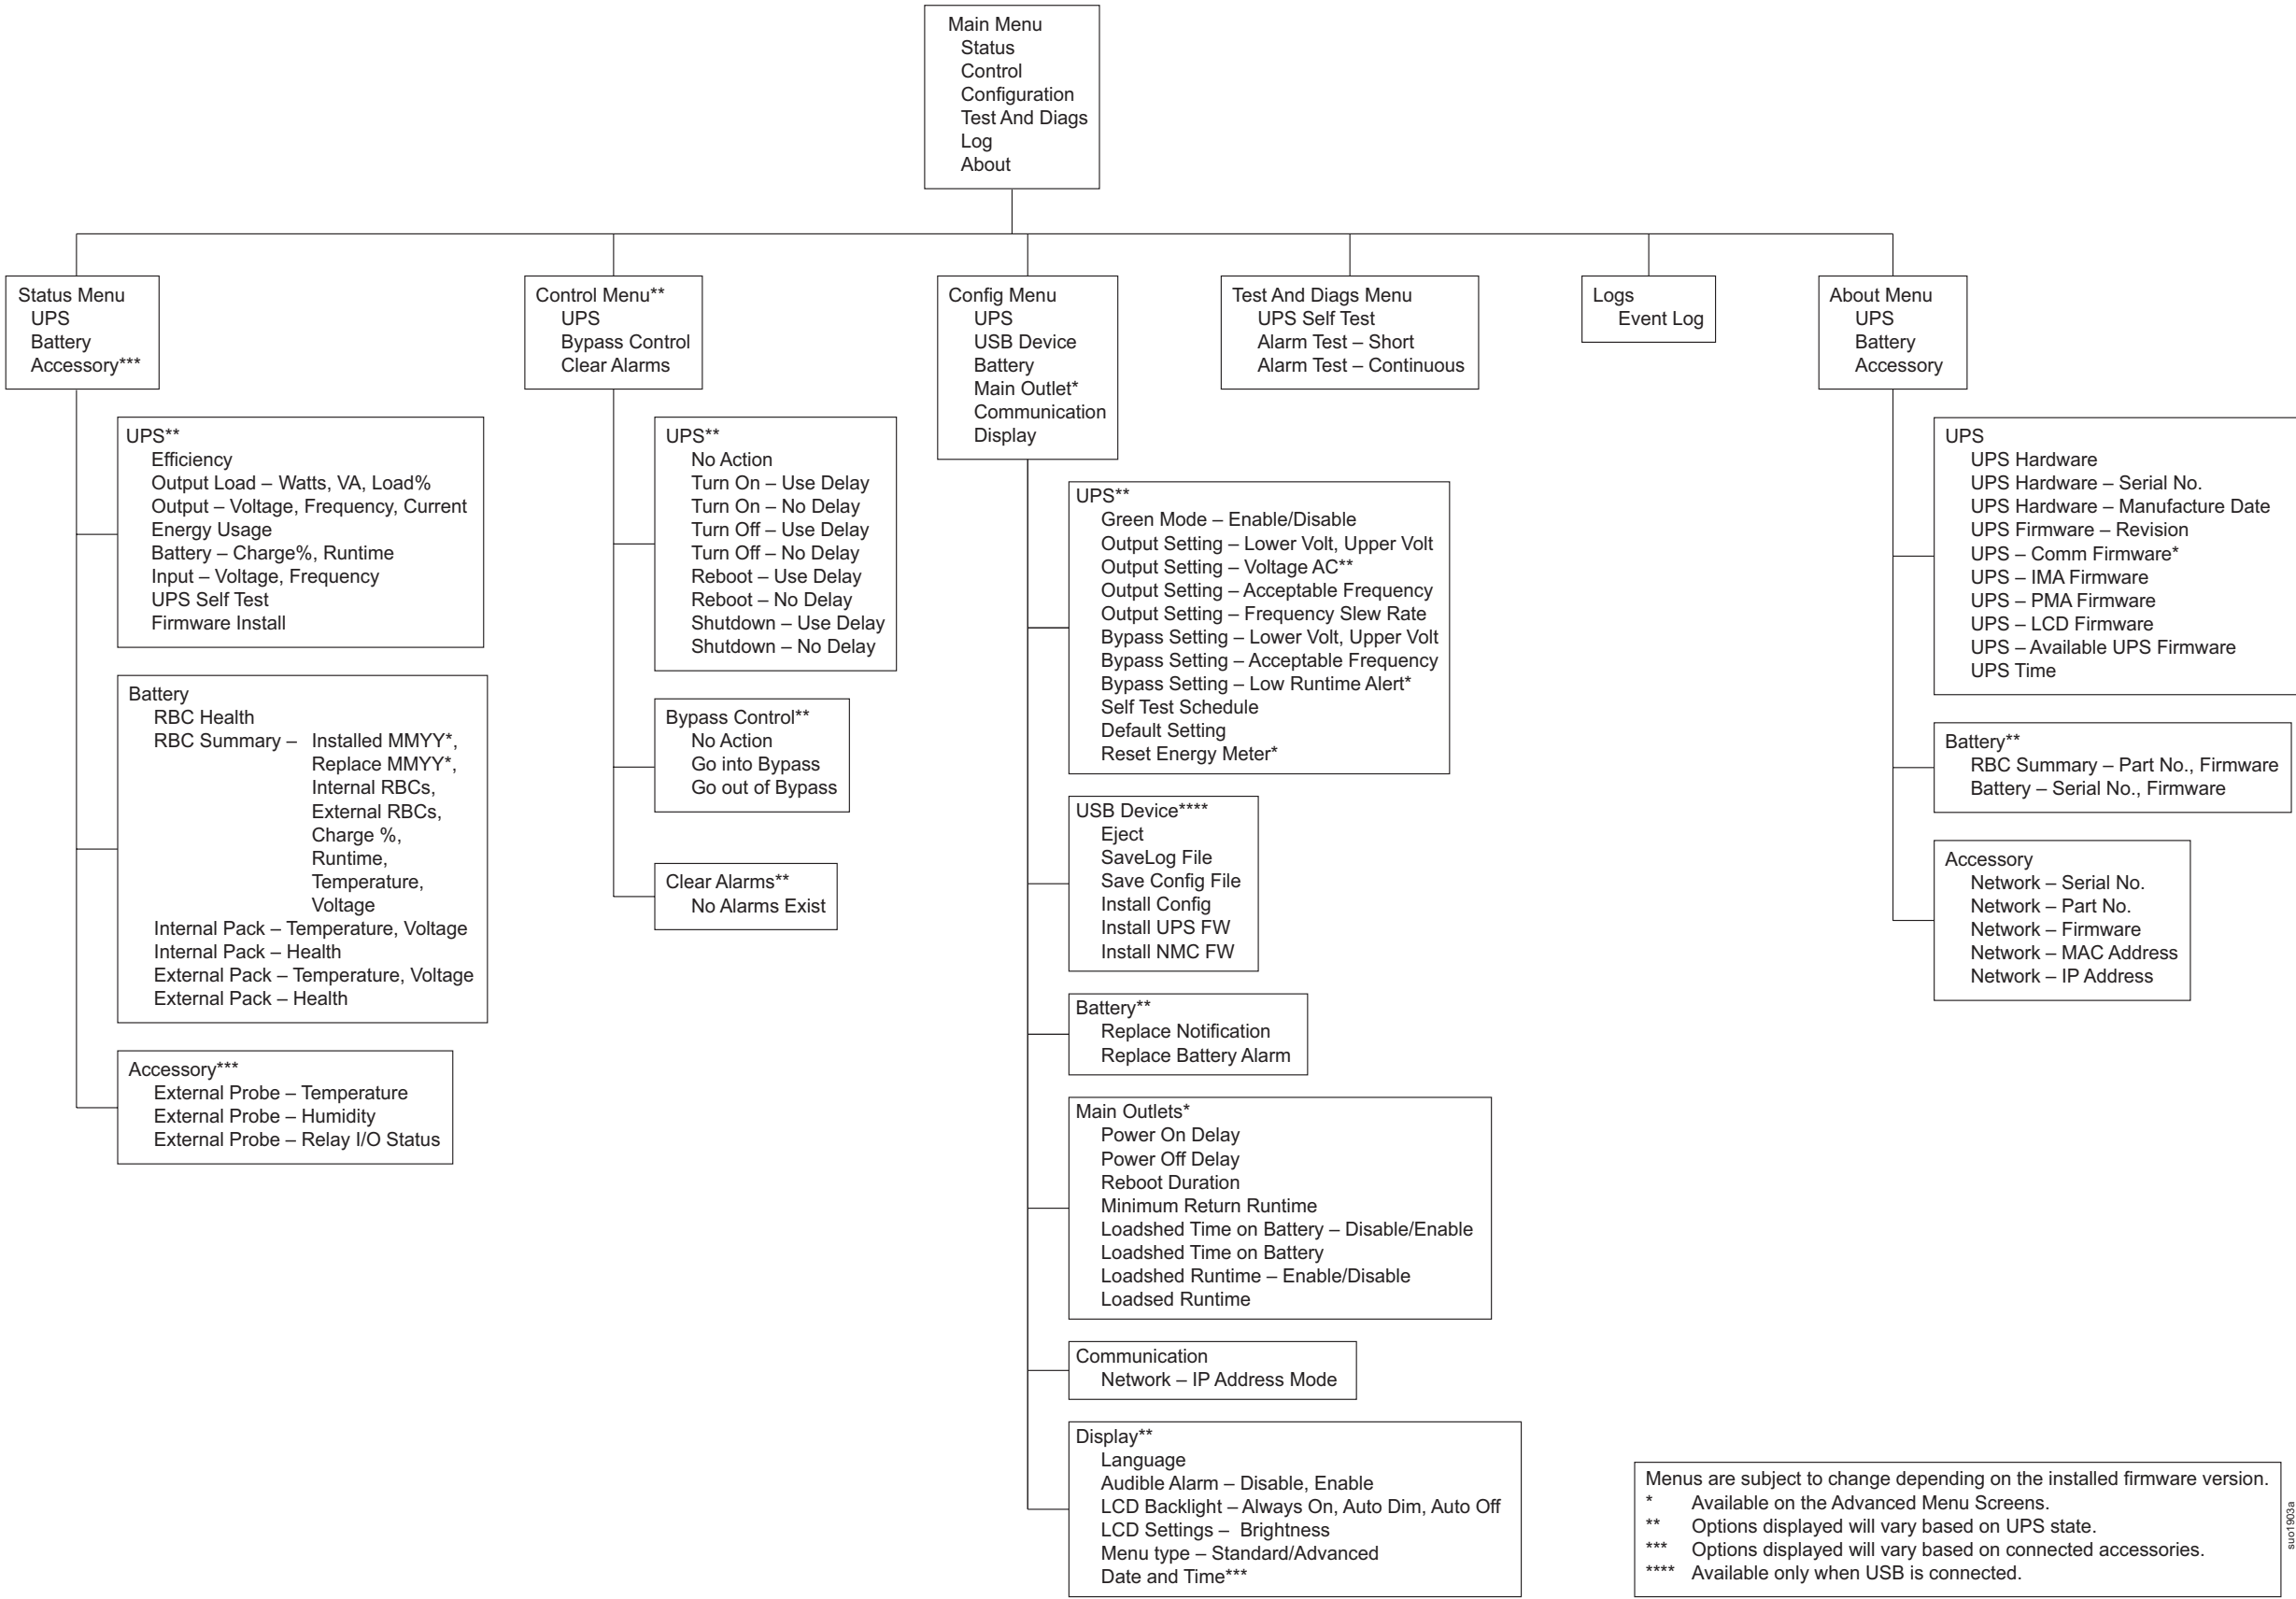 Main Menu
Status
Control
Configuration
Test And Diags
Log
About
Status Menu
UPS
Battery
Accessory***
UPS**
Efficiency
Output Load – Watts, VA, Load%
Output – Voltage, Frequency, Current
Energy Usage
Battery – Charge%, Runtime
Input – Voltage, Frequency
UPS Self Test
Firmware Install
Battery
RBC Health
RBC Summary – Installed MMYY*,
Replace MMYY*,
Internal RBCs,
External RBCs,
Charge %,
Runtime,
Temperature,
Voltage
Internal Pack – Temperature, Voltage
Internal Pack – Health
External Pack – Temperature, Voltage
External Pack – Health
Accessory***
External Probe – Temperature
External Probe – Humidity
External Probe – Relay I/O Status
Control Menu**
UPS
Bypass Control
Clear Alarms
UPS**
No Action
Turn On – Use Delay
Turn On – No Delay
Turn Off – Use Delay
Turn Off – No Delay
Reboot – Use Delay
Reboot – No Delay
Shutdown – Use Delay
Shutdown – No Delay
Bypass Control**
No Action
Go into Bypass
Go out of Bypass
Clear Alarms**
No Alarms Exist
Config Menu
UPS
USB Device
Battery
Main Outlet*
Communication
Display
UPS**
Green Mode – Enable/Disable
Output Setting – Lower Volt, Upper Volt
Output Setting – Voltage AC**
Output Setting – Acceptable Frequency
Output Setting – Frequency Slew Rate
Bypass Setting – Lower Volt, Upper Volt
Bypass Setting – Acceptable Frequency
Bypass Setting – Low Runtime Alert*
Self Test Schedule
Default Setting
Reset Energy Meter*
USB Device****
Eject
SaveLog File
Save Config File
Install Config
Install UPS FW
Install NMC FW
Battery**
Replace Notification
Replace Battery Alarm
Main Outlets*
Power On Delay
Power Off Delay
Reboot Duration
Minimum Return Runtime
Loadshed Time on Battery – Disable/Enable
Loadshed Time on Battery
Loadshed Runtime – Enable/Disable
Loadsed Runtime
Communication
Network – IP Address Mode
Display**
Language
Audible Alarm – Disable, Enable
LCD Backlight – Always On, Auto Dim, Auto Off
LCD Settings – Brightness
Menu type – Standard/Advanced
Date and Time***
Test And Diags Menu
UPS Self Test
Alarm Test – Short
Alarm Test – Continuous
Logs
Event Log
About Menu
UPS
Battery
Accessory
UPS
UPS Hardware
UPS Hardware – Serial No.
UPS Hardware – Manufacture Date
UPS Firmware – Revision
UPS – Comm Firmware*
UPS – IMA Firmware
UPS – PMA Firmware
UPS – LCD Firmware
UPS – Available UPS Firmware
UPS Time
Battery**
RBC Summary – Part No., Firmware
Battery – Serial No., Firmware
Accessory
Network – Serial No.
Network – Part No.
Network – Firmware
Network – MAC Address
Network – IP Address
Menus are subject to change depending on the installed firmware version.
* Available on the Advanced Menu Screens.
** Options displayed will vary based on UPS state.
*** Options displayed will vary based on connected accessories.
**** Available only when USB is connected.
suo1903a